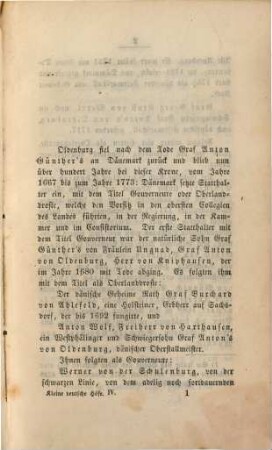 Oldenburg fiel nach dem Tode Graf Anton
Günther's an Dänemark zurück und blieb nun
über hundert Jahre bei dieser Krone, vom Jahre
1667 bis zum Jahre 1773: Dänemark setzte Statthal-
ter ein, mit dem Titel Gouverneur oder Oberland-
droste, welche den Vorsitz in den obersten Collegien
des Landes führten, in der Regierung, in der Kam-
mer und im Consistorium. Der erste Statthalter mit
dem Titel Gouverneur war der natürliche Sohn Graf
Günther's von Fräulein Ungnad, Graf Anton
von Oldenburg, Herr von Kniphausen, der
im Jahre 1680 mit Tode abging. Es folgten ihm
mit dem Titel als Oberlanddroste:
Der dänische Geheime Rath Graf Burchard
von Ahlefeld, ein Holsteiner, Erbherr auf Sachs-
dorf, der bis 1692 fungirte, und
Anton Wolf, Freiherr von Haxthausen,
ein Westphälinger und Schwiegersohn Graf Anton's
von Oldenburg, dänischer Oberstallmeister.
Ihnen folgten als Gouverneure:
Werner von der Schulenburg, von der
schwarzen Linie, von dem adelig noch fortdauernden
Kleine deutsche Höfe. IV. 1